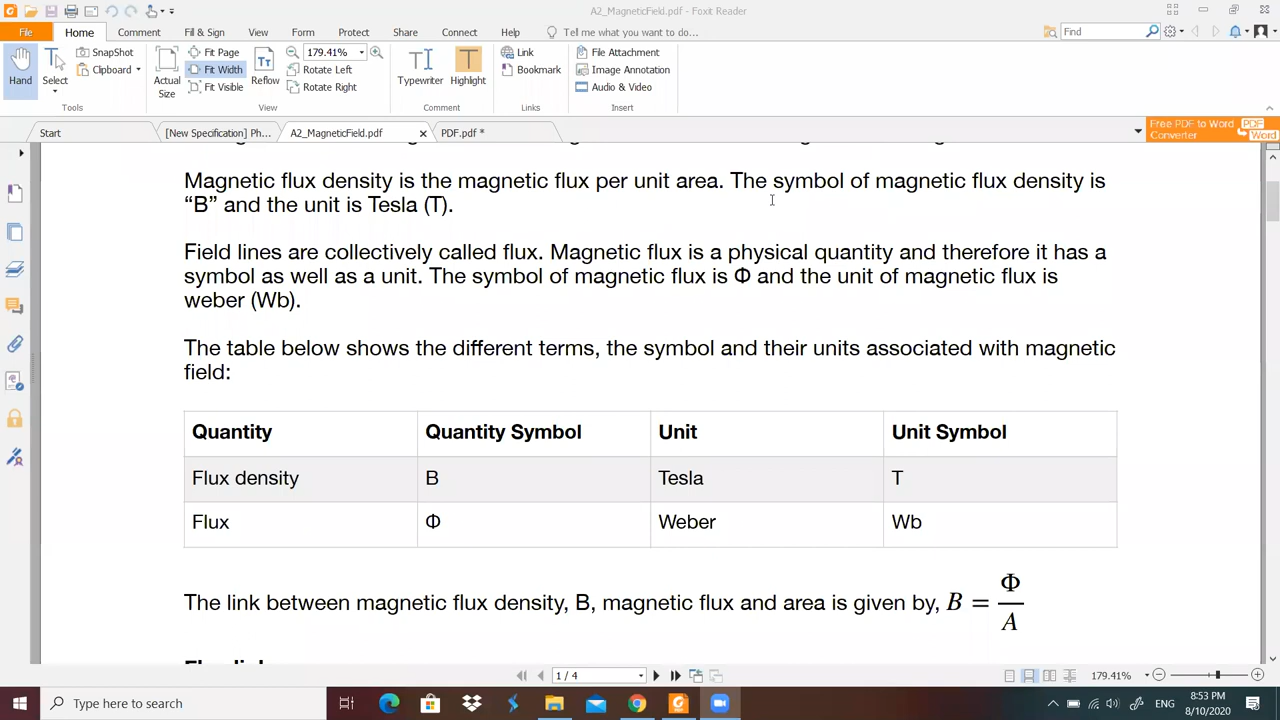 A2_MagneticField.pdf - Foxit Reader
File Home Comment Fill & Sign View Form Protect Share Connect Help Tell me what you want to do... Find
Hand
Select
SnapShot
Clipboard
Tools
Actual
Size
Fit Page
Fit Width
Fit Visible
Reflow
179.41%
Rotate Left
Rotate Right
View
Typewriter
Highlight
Comment
Link
Bookmark
Links
File Attachment
Image Annotation
Audio & Video
Insert
Start [New Specification] Ph... A2_MagneticField.pdf PDF.pdf *
Free PDF to Word
Converter
PDF
Word
Magnetic flux density is the magnetic flux per unit area. The symbol of magnetic flux density is
“B” and the unit is Tesla (T).
Field lines are collectively called flux. Magnetic flux is a physical quantity and therefore it has a
symbol as well as a unit. The symbol of magnetic flux is Φ and the unit of magnetic flux is
weber (Wb).
The table below shows the different terms, the symbol and their units associated with magnetic
field:
Quantity Quantity Symbol Unit Unit Symbol
Flux density B Tesla T
Flux Φ Weber Wb
The link between magnetic flux density, B, magnetic flux and area is given by, B = Φ / A
1 / 4
179.41%
Type here to search
ENG
8:53 PM
8/10/2020